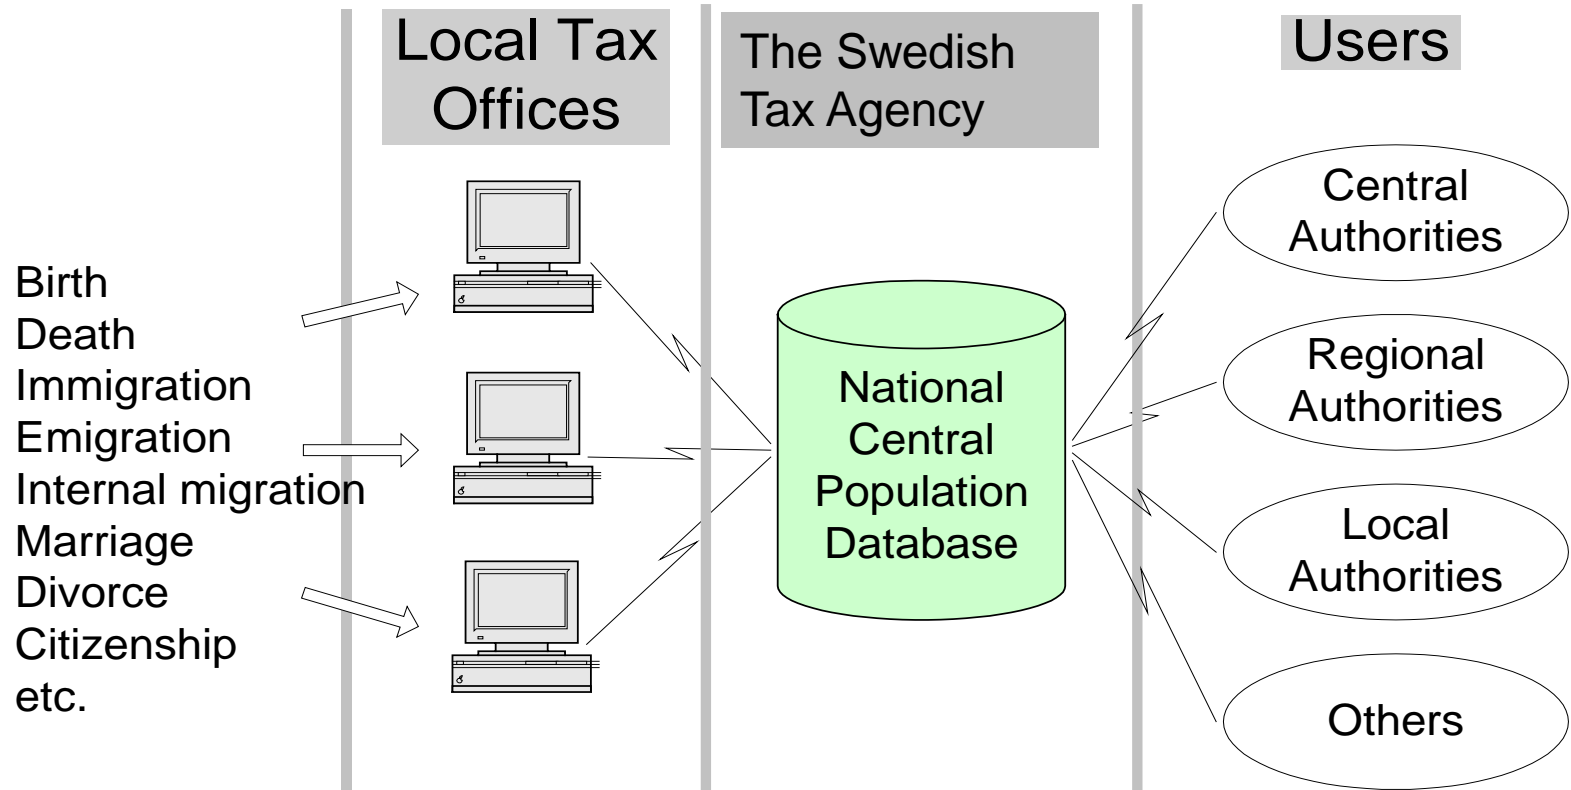 Local Tax
Offices
The Swedish
Tax Agency
Users
Birth
Death
Immigration
Emigration
Internal migration
Marriage
Divorce
Citizenship
etc.
National
Central
Population
Database
Central
Authorities
Regional
Authorities
Local
Authorities
Others